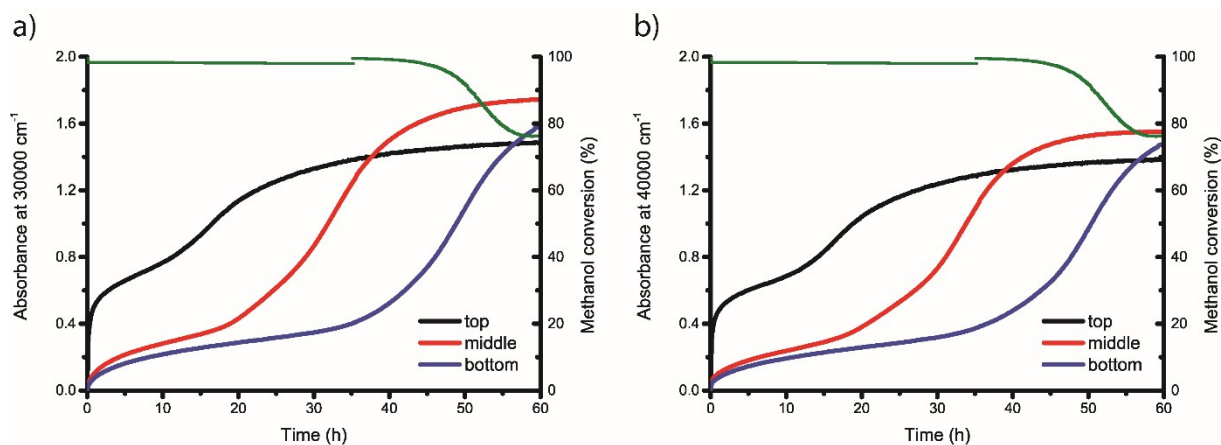 a)
Absorbance at 30000 cm⁻¹
2.0
1.6
1.2
0.8
0.4
0.0
100
80
60
40
20
0
Methanol conversion (%)
top
middle
bottom
0 10 20 30 40 50 60
Time (h)
b)
Absorbance at 40000 cm⁻¹
2.0
1.6
1.2
0.8
0.4
0.0
100
80
60
40
20
0
Methanol conversion (%)
top
middle
bottom
0 10 20 30 40 50 60
Time (h)